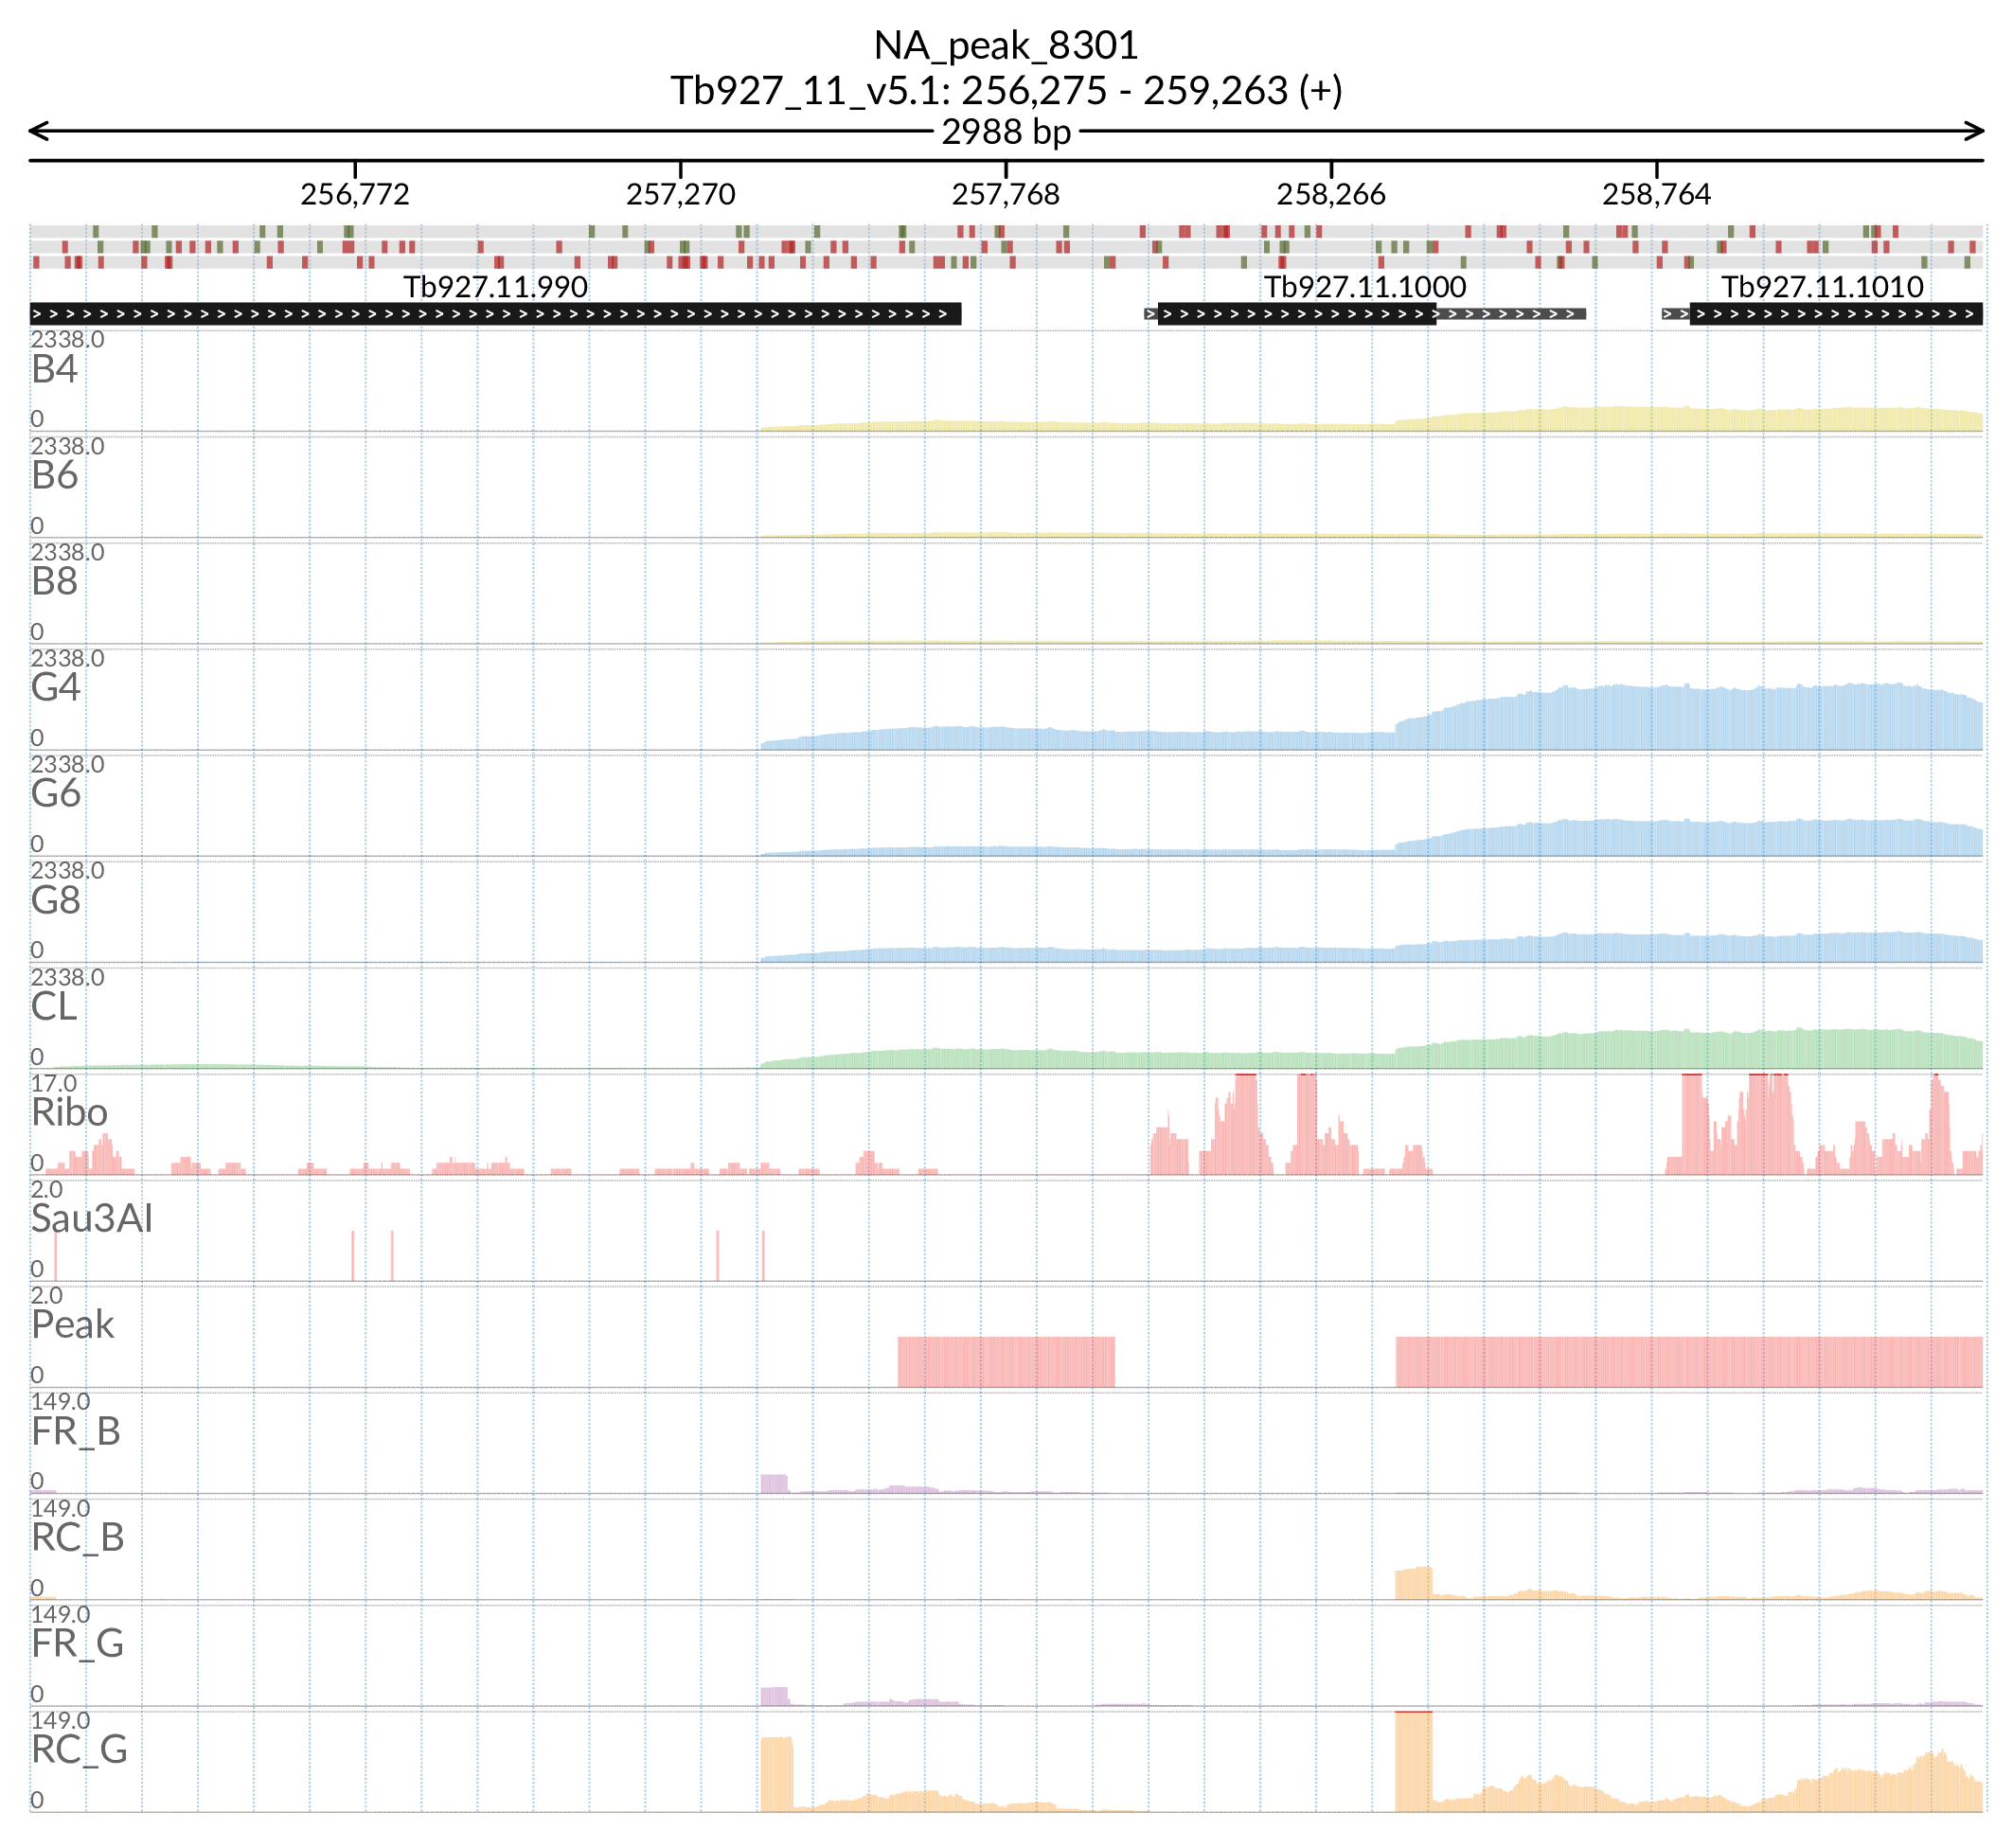 NA_peak_8301
Tb927_11_v5.1: 256,275 - 259,263 (+)
2988 bp
256,772 257,270 257,768 258,266 258,764
Tb927.11.990 Tb927.11.1000 Tb927.11.1010
2338.0
B4
0
2338.0
B6
0
2338.0
B8
0
2338.0
G4
0
2338.0
G6
0
2338.0
G8
0
2338.0
CL
0
17.0
Ribo
0
2.0
Sau3AI
0
2.0
Peak
0
149.0
FR_B
0
149.0
RC_B
0
149.0
FR_G
0
149.0
RC_G
0